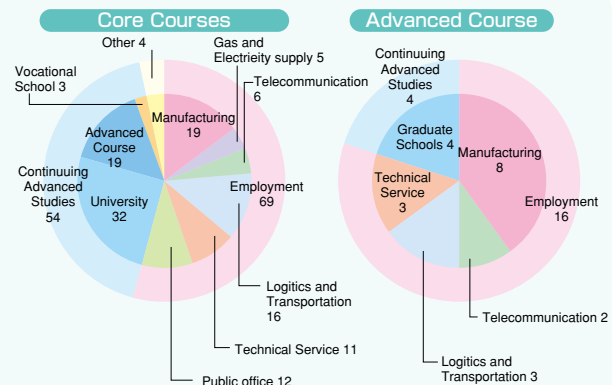 Core Courses
Other 4
Gas and
Electrieity supply 5
Vocational
School 3
Telecommunication
6
Manufacturing
19
Advanced
Course
19
Continuing
Advanced
Studies
54
University
32
Employment
69
Logitics and
Transportation
16
Technical Service 11
Public office 12
Advanced Course
Continuuing
Advanced
Studies
4
Graduate
Schools 4
Manufacturing
8
Technical
Service
3
Employment
16
Telecommunication 2
Logitics and
Transportation 3